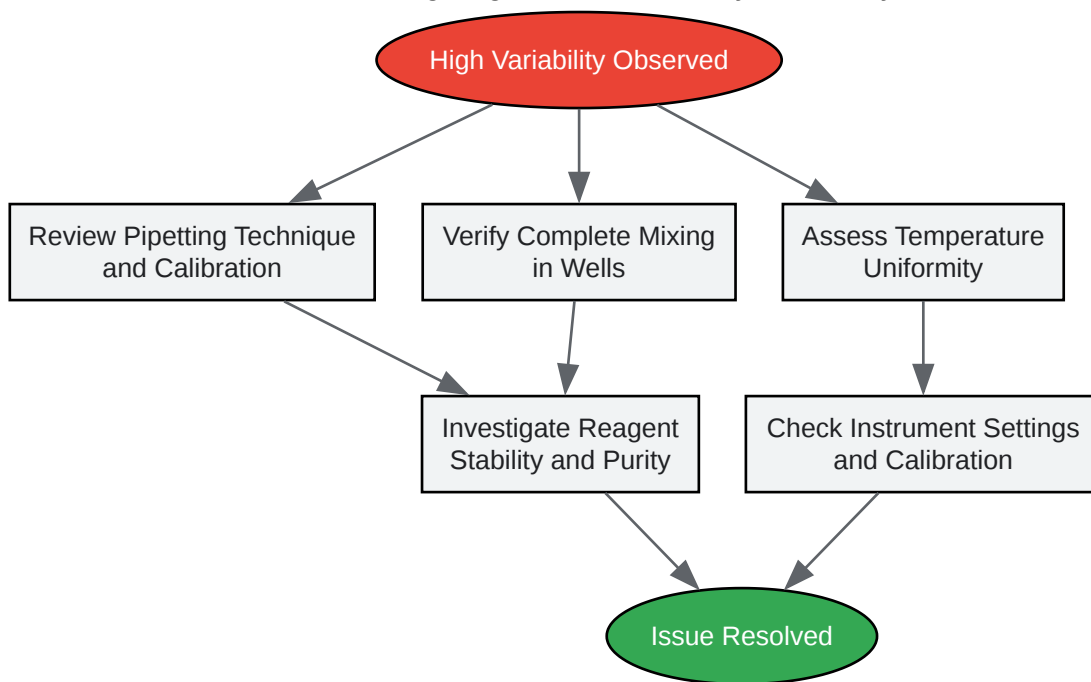 High Variability Observed
Review Pipetting Technique
and Calibration
Verify Complete Mixing
in Wells
Assess Temperature
Uniformity
Investigate Reagent
Stability and Purity
Check Instrument Settings
and Calibration
Issue Resolved